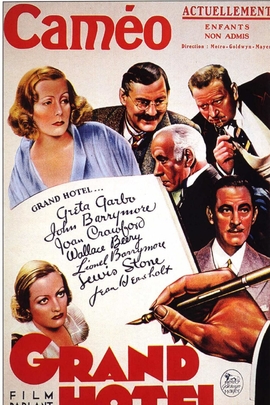 Caméo
ACTUELLEMENT
ENFANTS
NON ADMIS
Direction : Metro-Goldwyn-Mayer
GRAND HOTEL...
Greta Garbo
John Barrymore
Joan Crawford
Wallace Beery
Lionel Barrymore
Lewis Stone
Jean Hersholt
GRAND
HOTEL
FILM
PARLANT